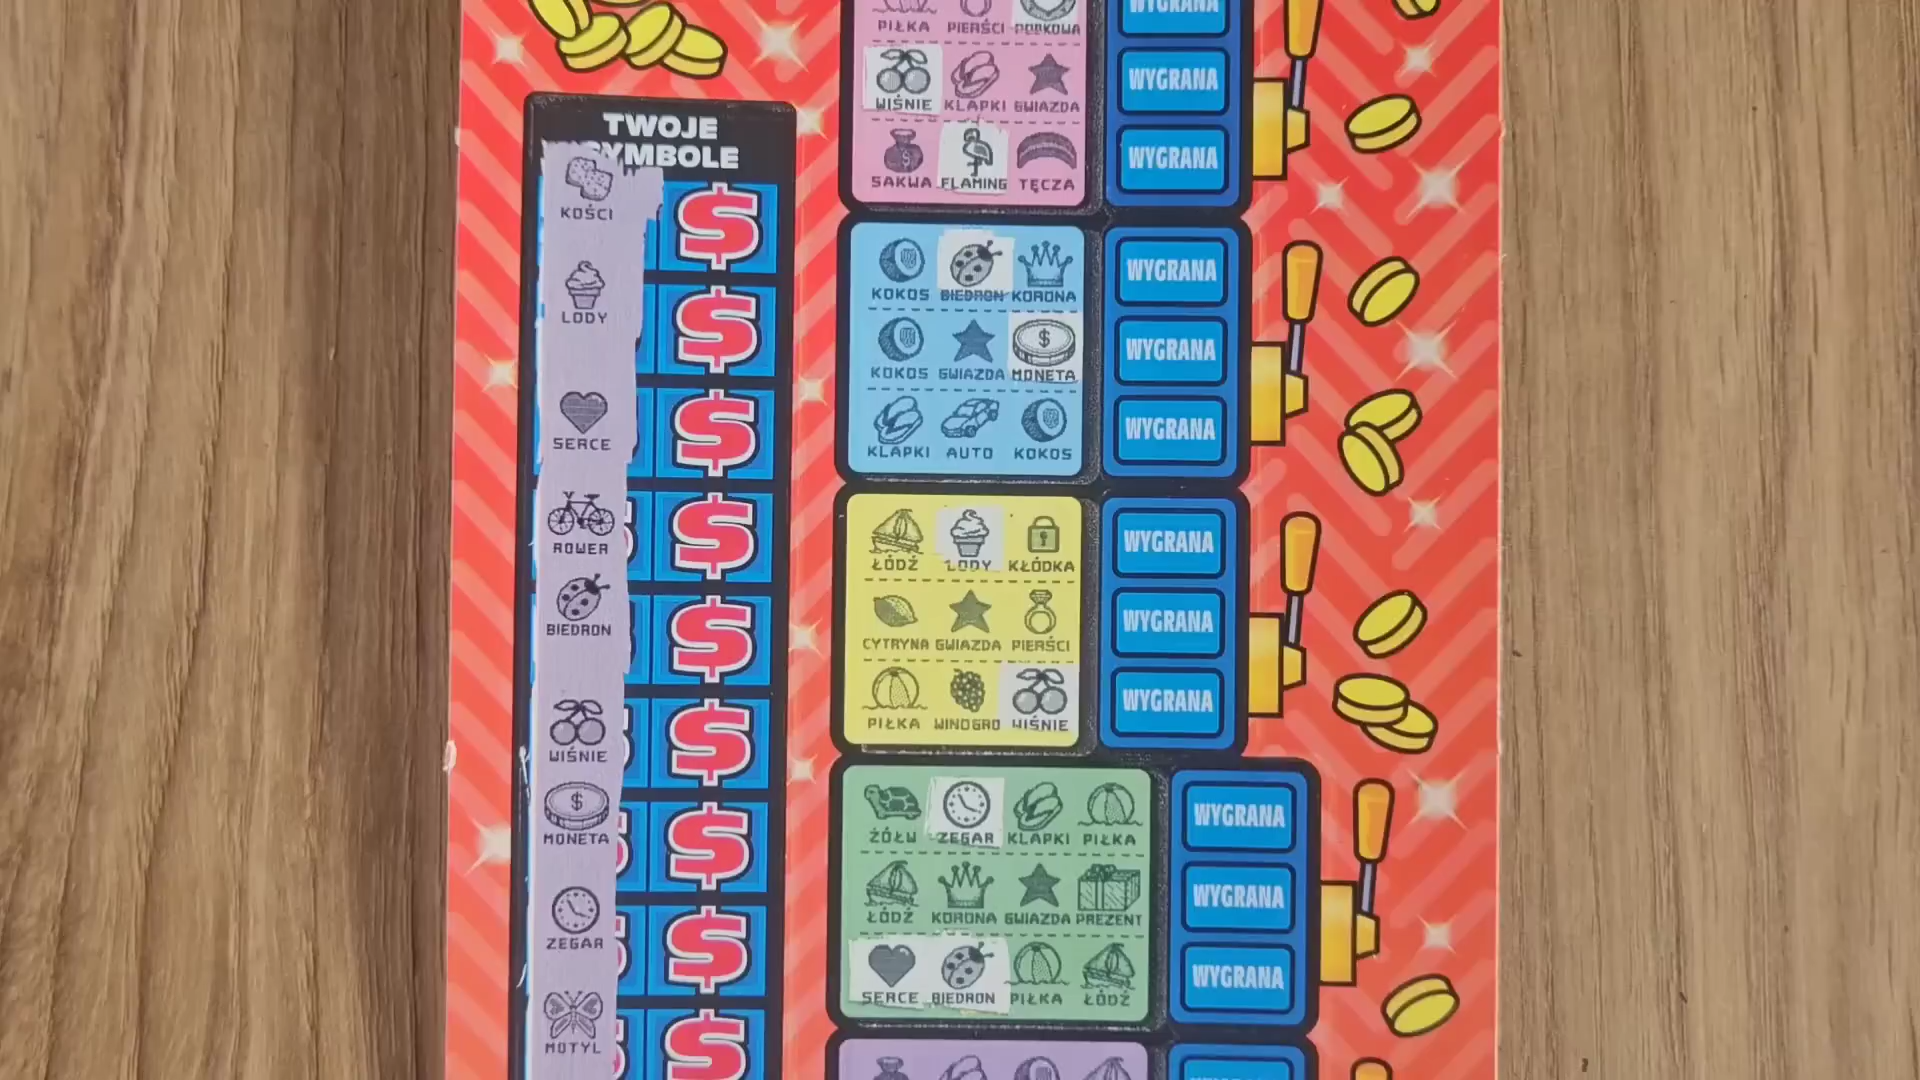 TWOJE
SYMBOLE
KOŚCI
LODY
SERCE
ROWER
BIEDRON
WIŚNIE
MONETA
ZEGAR
MOTYL
PIŁKA PIERŚCI PODKOWA
WIŚNIE KLAPKI GWIAZDA
SAKWA FLAMING TĘCZA
WYGRANA
WYGRANA
WYGRANA
KOKOS BIEDRON KORONA
KOKOS GWIAZDA MONETA
KLAPKI AUTO KOKOS
WYGRANA
WYGRANA
WYGRANA
ŁÓDŹ LODY KŁÓDKA
CYTRYNA GWIAZDA PIERŚCI
PIŁKA WINOGRO WIŚNIE
WYGRANA
WYGRANA
WYGRANA
ŻÓŁW ZEGAR KLAPKI PIŁKA
ŁÓDŹ KORONA GWIAZDA PREZENT
SERCE BIEDRON PIŁKA ŁÓDŹ
WYGRANA
WYGRANA
WYGRANA